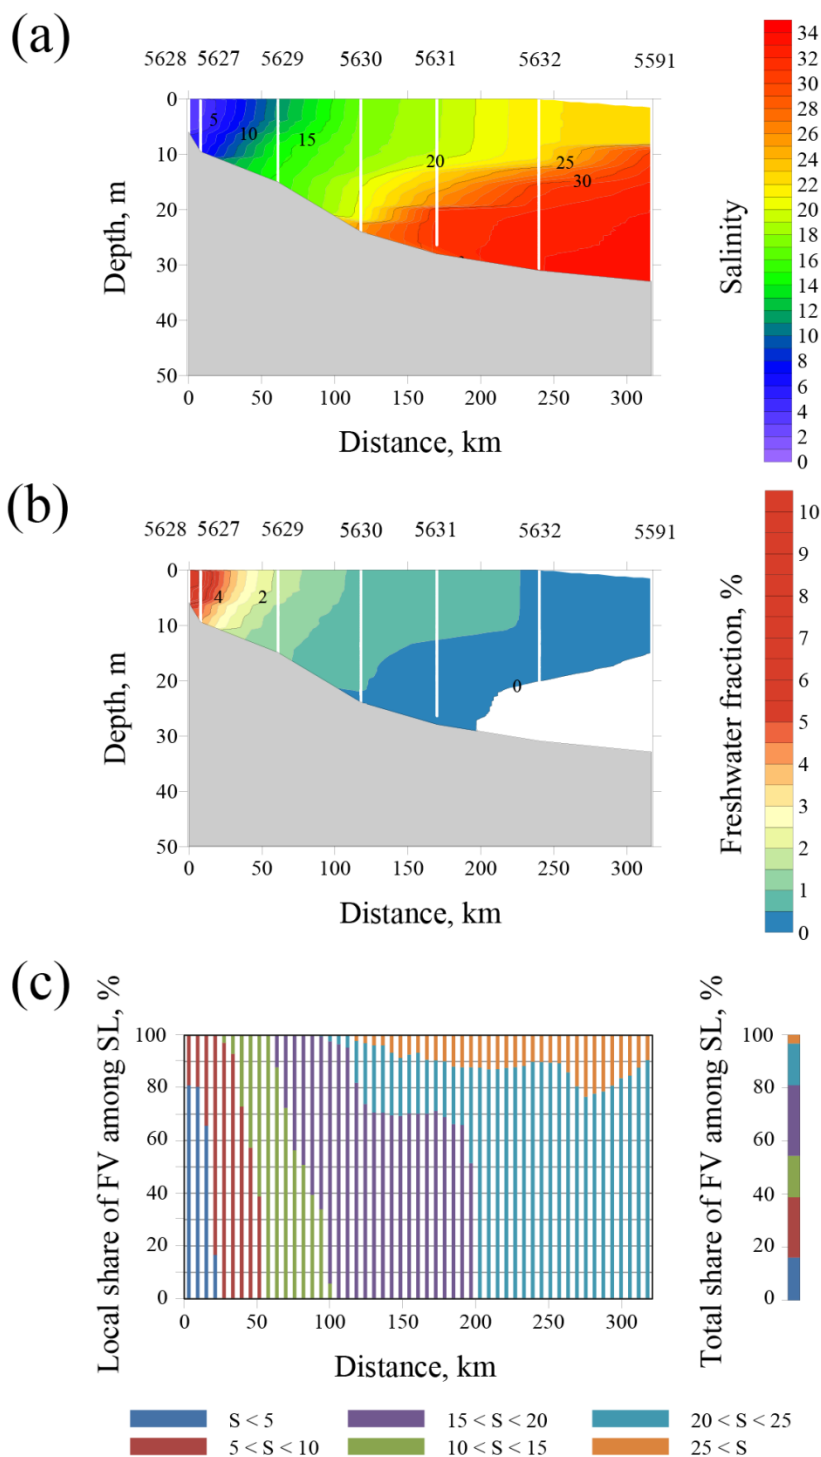 (a)
5628 5627 5629 5630 5631 5632 5591
0
10
20
30
40
50
Depth, m
5 10 15 20 25 30
0 50 100 150 200 250 300
Distance, km
Salinity
34
32
30
28
26
24
22
20
18
16
14
12
10
8
6
4
2
0
(b)
5628 5627 5629 5630 5631 5632 5591
0
10
20
30
40
50
Depth, m
4 2 0
0 50 100 150 200 250 300
Distance, km
Freshwater fraction, %
10
9
8
7
6
5
4
3
2
1
0
(c)
Local share of FV among SL, %
100
80
60
40
20
0
0 50 100 150 200 250 300
Distance, km
Total share of FV among SL, %
100
80
60
40
20
0
S < 5 15 < S < 20 20 < S < 25
5 < S < 10 10 < S < 15 25 < S